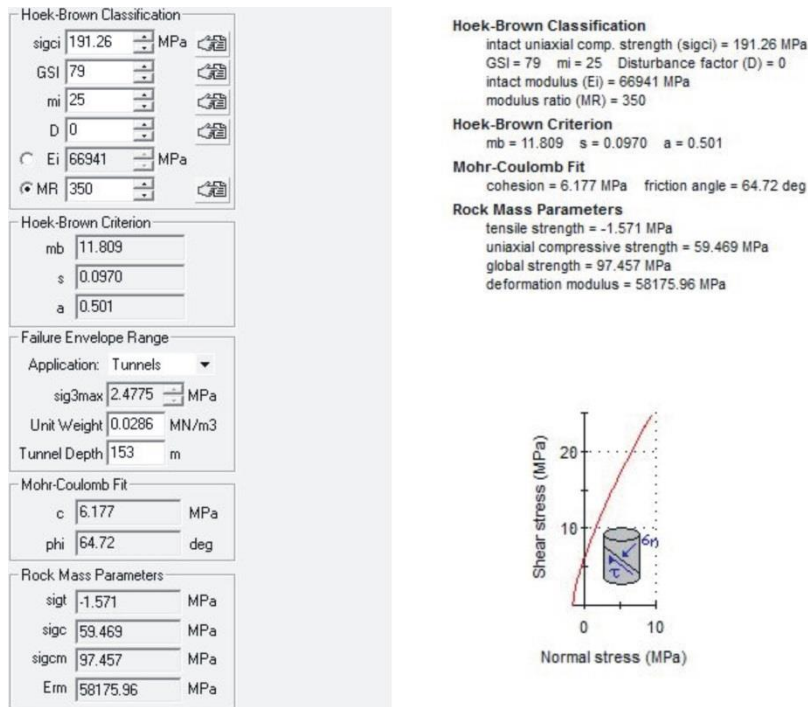 Hoek-Brown Classification
sigci 191.26 MPa
GSI 79
mi 25
D 0
Ei 66941 MPa
MR 350
Hoek-Brown Criterion
mb 11.809
s 0.0970
a 0.501
Failure Envelope Range
Application: Tunnels
sig3max 2.4775 MPa
Unit Weight 0.0286 MN/m3
Tunnel Depth 153 m
Mohr-Coulomb Fit
c 6.177 MPa
phi 64.72 deg
Rock Mass Parameters
sigt -1.571 MPa
sigc 59.469 MPa
sigcm 97.457 MPa
Erm 58175.96 MPa
Hoek-Brown Classification
intact uniaxial comp. strength (sigci) = 191.26 MPa
GSI = 79 mi = 25 Disturbance factor (D) = 0
intact modulus (Ei) = 66941 MPa
modulus ratio (MR) = 350
Hoek-Brown Criterion
mb = 11.809 s = 0.0970 a = 0.501
Mohr-Coulomb Fit
cohesion = 6.177 MPa friction angle = 64.72 deg
Rock Mass Parameters
tensile strength = -1.571 MPa
uniaxial compressive strength = 59.469 MPa
global strength = 97.457 MPa
deformation modulus = 58175.96 MPa
Shear stress (MPa)
20
10
σn
τ
0 10
Normal stress (MPa)